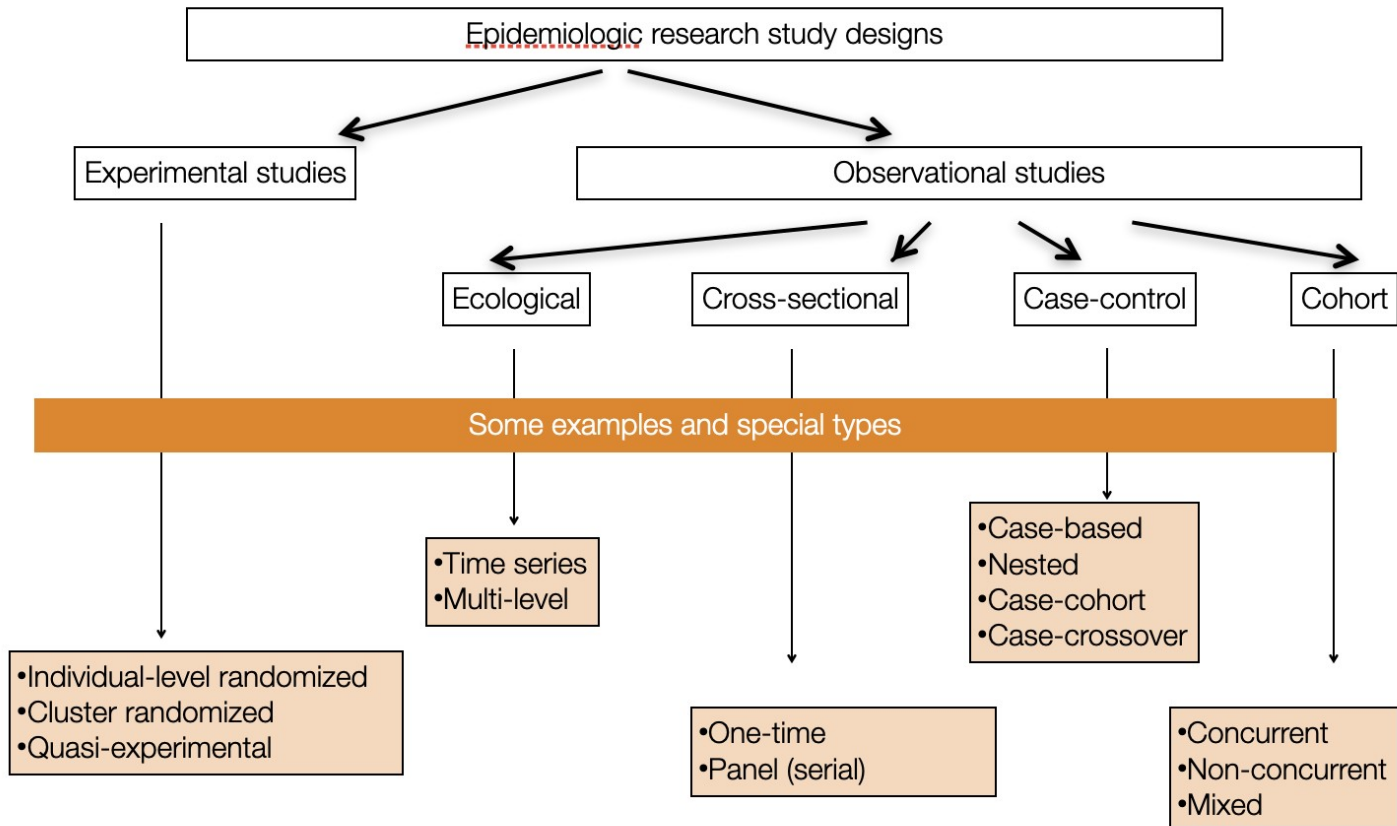 Epidemiologic research study designs
Experimental studies
Observational studies
Ecological
Cross-sectional
Case-control
Cohort
Some examples and special types
•Individual-level randomized
•Cluster randomized
•Quasi-experimental
•Time series
•Multi-level
•One-time
•Panel (serial)
•Case-based
•Nested
•Case-cohort
•Case-crossover
•Concurrent
•Non-concurrent
•Mixed